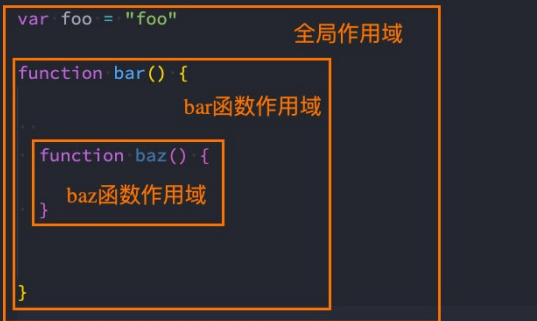 var foo = "foo"
全局作用域
function bar() {
bar函数作用域
function baz() {
baz函数作用域
}
}